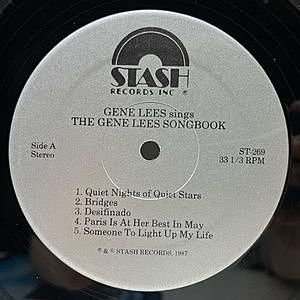 STASH
RECORDS INC ®
GENE LEES sings
THE GENE LEES SONGBOOK
Side A
Stereo
ST-269
33 1/3 RPM
1. Quiet Nights of Quiet Stars
2. Bridges
3. Desifinado
4. Paris Is At Her Best In May
5. Someone To Light Up My Life
℗ & © STASH RECORDS, 1987